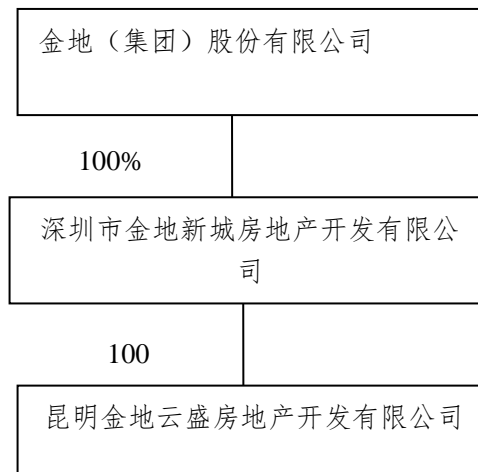 金地（集团）股份有限公司
100%
深圳市金地新城房地产开发有限公
司
100
昆明金地云盛房地产开发有限公司